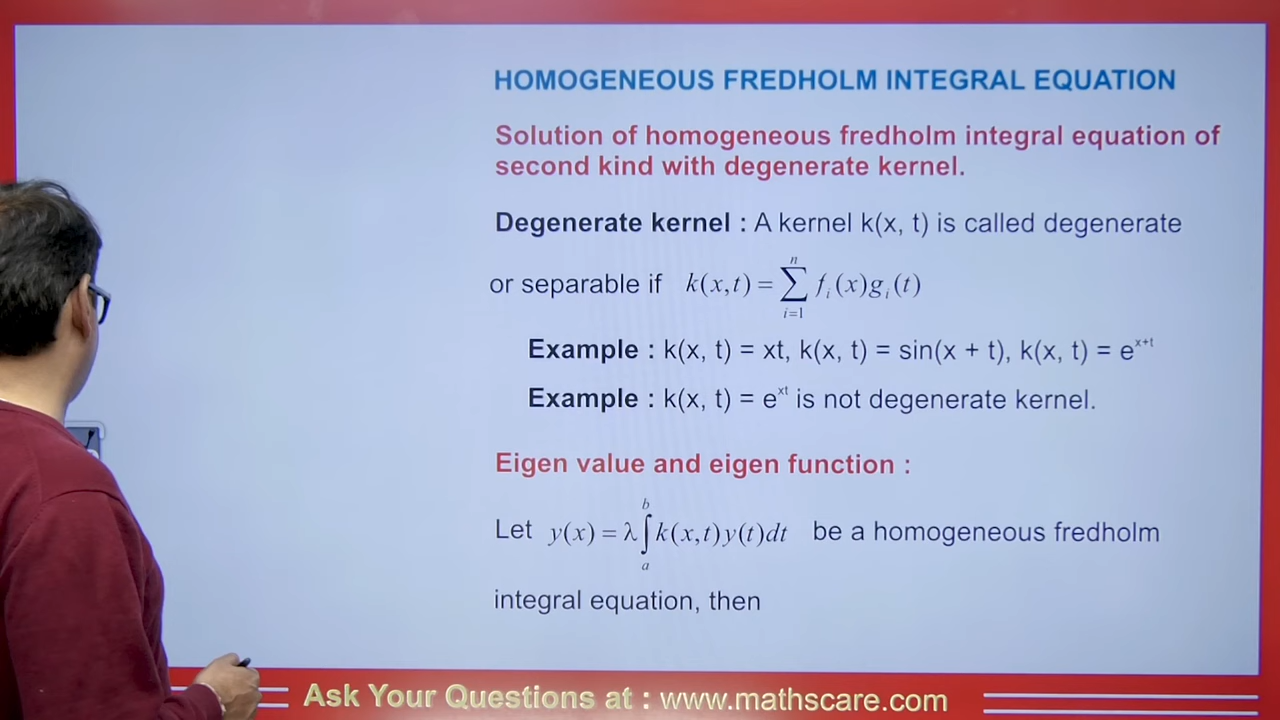 HOMOGENEOUS FREDHOLM INTEGRAL EQUATION
Solution of homogeneous fredholm integral equation of
second kind with degenerate kernel.
Degenerate kernel : A kernel k(x, t) is called degenerate
or separable if k(x,t) = ∑_{i=1}^{n} f_i(x)g_i(t)
Example : k(x, t) = xt, k(x, t) = sin(x + t), k(x, t) = e^{x+t}
Example : k(x, t) = e^{xt} is not degenerate kernel.
Eigen value and eigen function :
Let y(x) = λ∫_{a}^{b} k(x,t)y(t)dt be a homogeneous fredholm
integral equation, then
Ask Your Questions at : www.mathscare.com